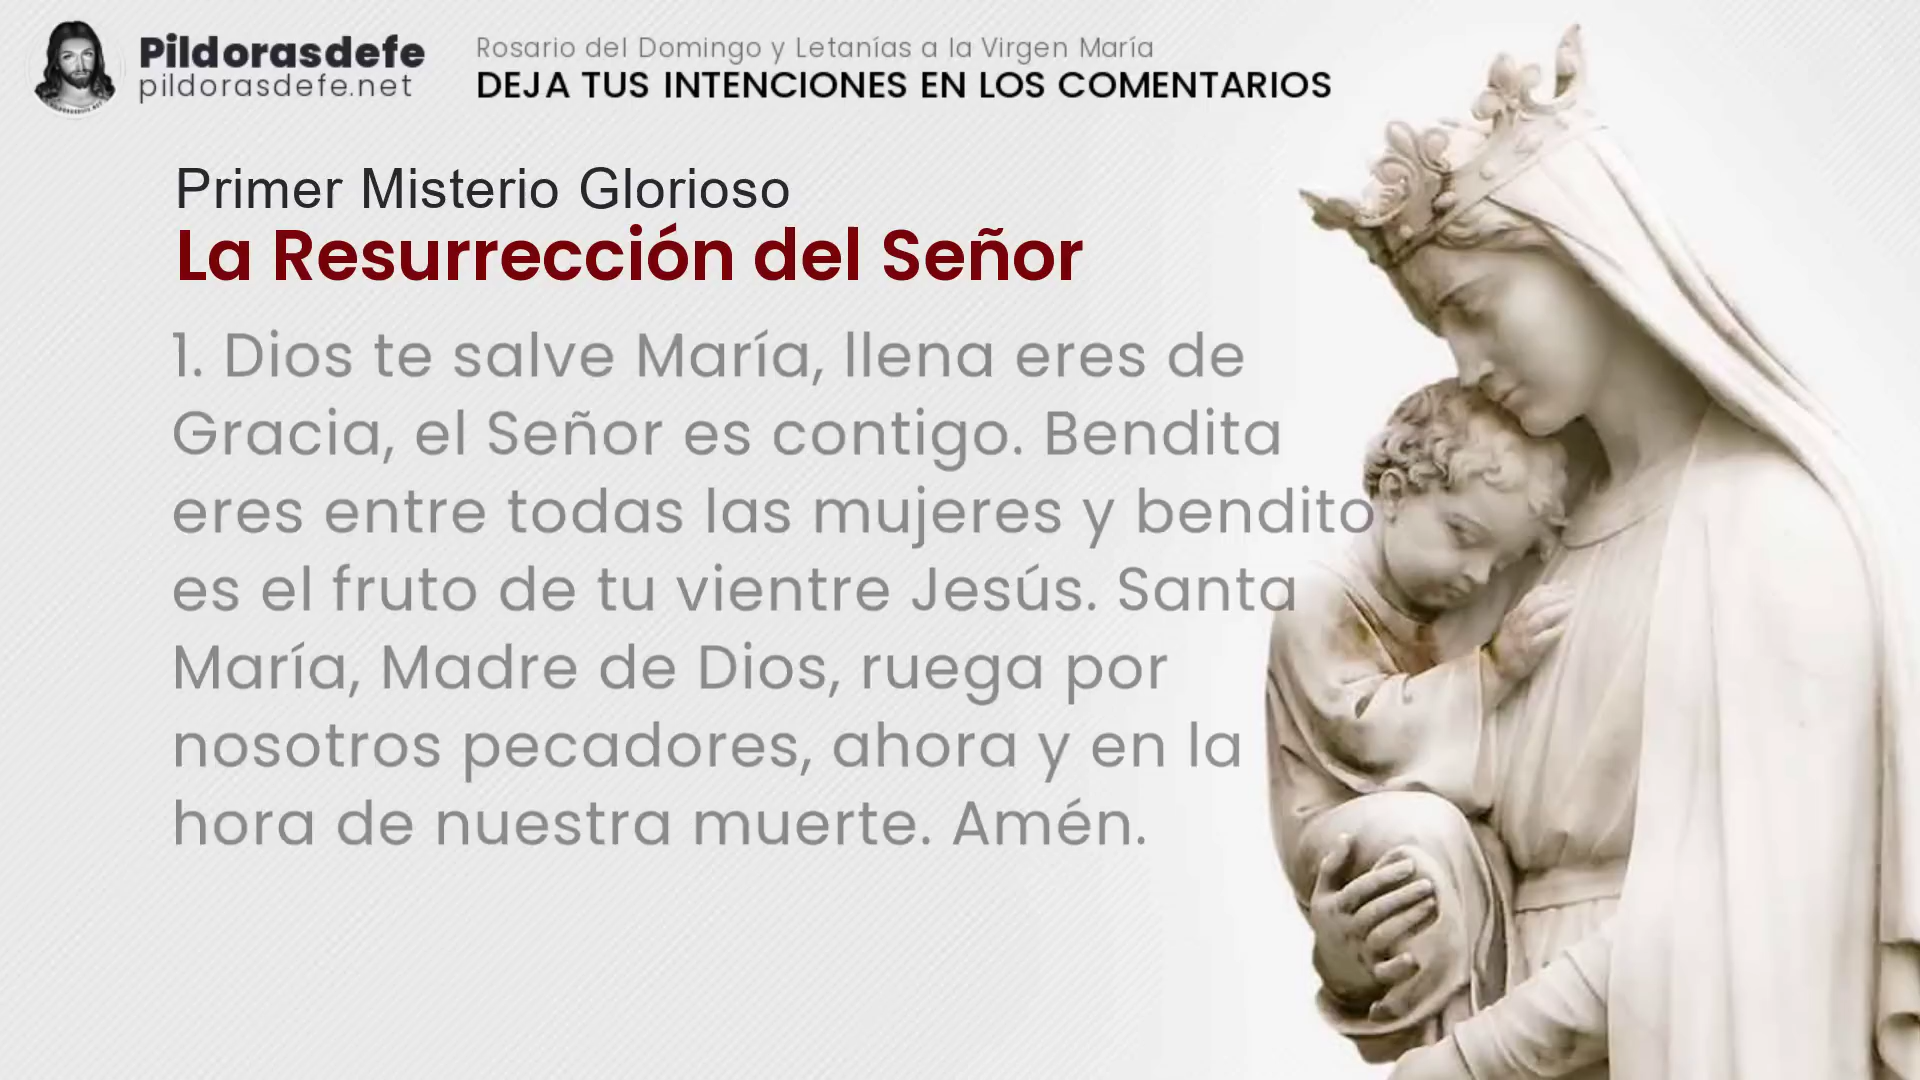 Pildorasdefe
pildorasdefe.net
Rosario del Domingo y Letanías a la Virgen María
DEJA TUS INTENCIONES EN LOS COMENTARIOS
Primer Misterio Glorioso
La Resurrección del Señor
1. Dios te salve María, llena eres de
Gracia, el Señor es contigo. Bendita
eres entre todas las mujeres y bendito
es el fruto de tu vientre Jesús. Santa
María, Madre de Dios, ruega por
nosotros pecadores, ahora y en la
hora de nuestra muerte. Amén.